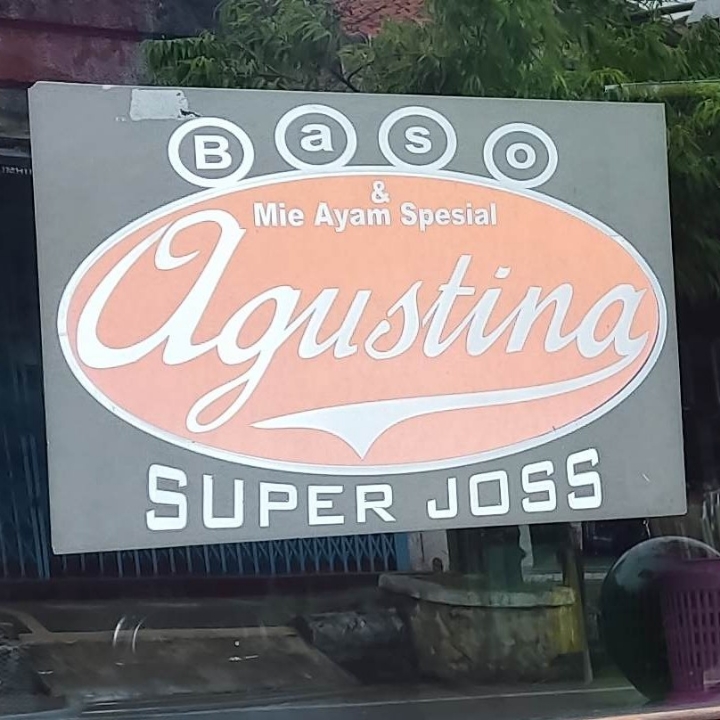 Baso
&
Mie Ayam Spesial
Agustina
SUPER JOSS